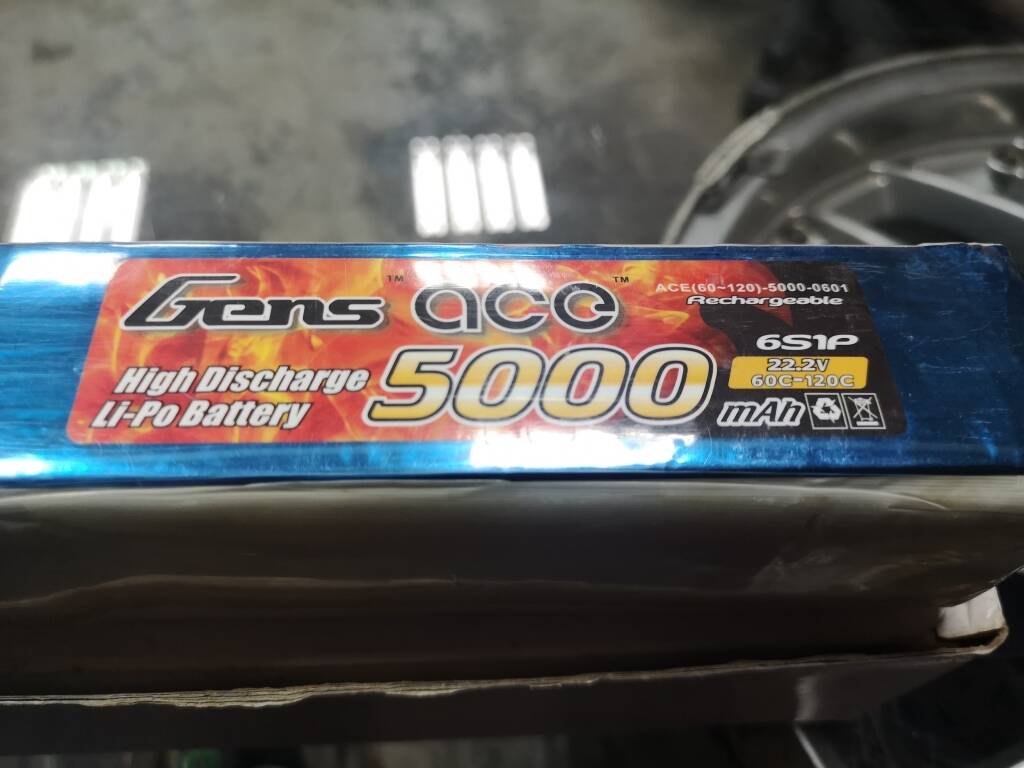 Gens™ ace™
ACE(60~120)-5000-0601
Rechargeable
6S1P
22.2V
60C-120C
High Discharge
Li-Po Battery
5000 mAh